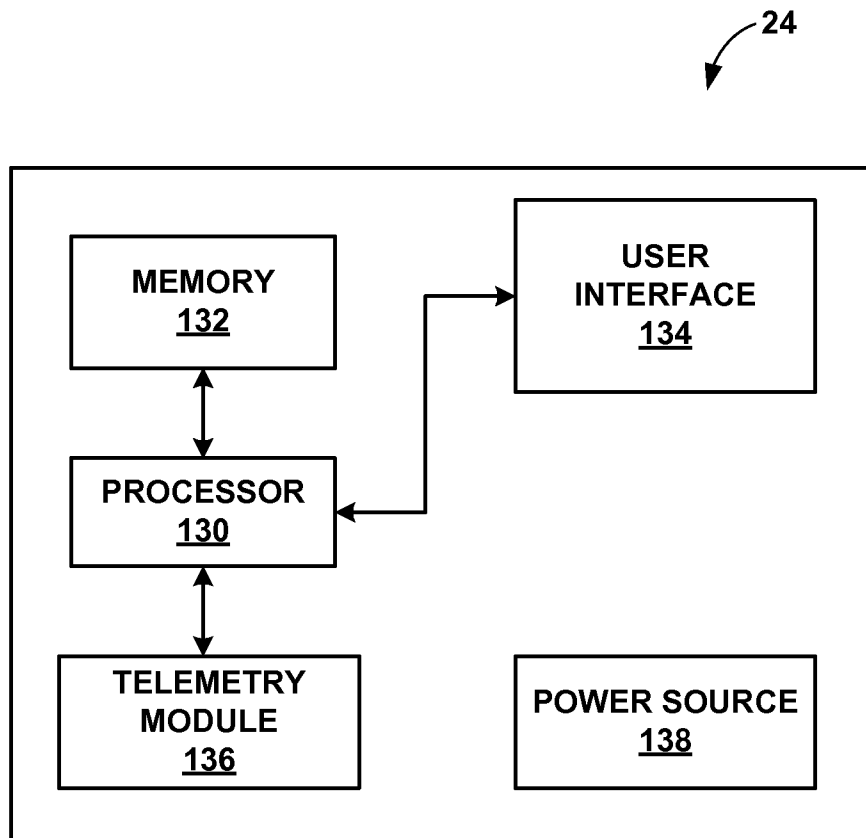 24
MEMORY
132
USER
INTERFACE
134
PROCESSOR
130
TELEMETRY
MODULE
136
POWER SOURCE
138